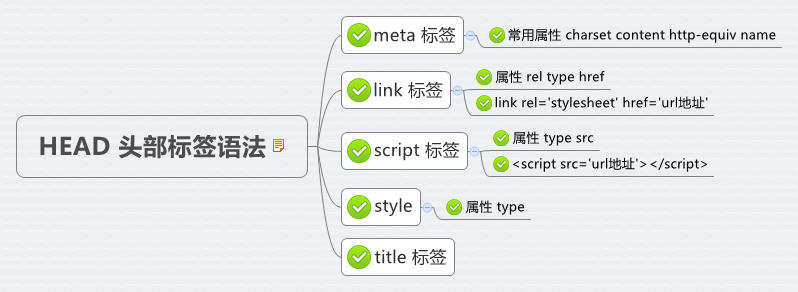 HEAD 头部标签语法
meta 标签
常用属性 charset content http-equiv name
link 标签
属性 rel type href
link rel='stylesheet' href='url地址'
script 标签
属性 type src
<script src='url地址'></script>
style
属性 type
title 标签